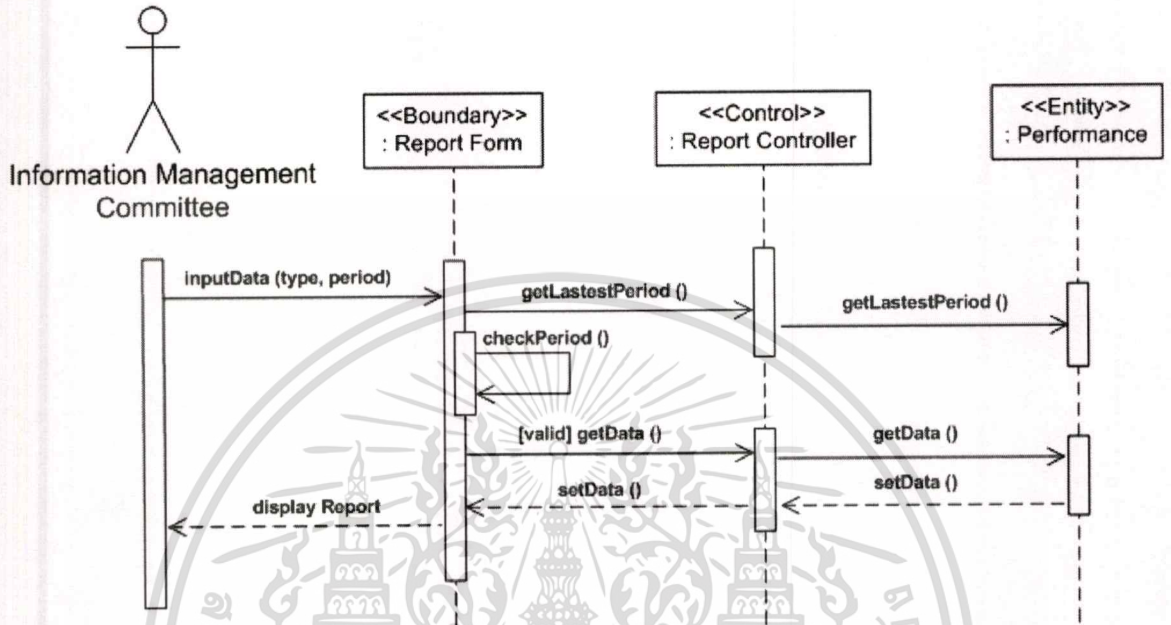 Information Management
Committee
<<Boundary>>
: Report Form
<<Control>>
: Report Controller
<<Entity>>
: Performance
inputData (type, period)
getLastestPeriod ()
getLastestPeriod ()
checkPeriod ()
[valid] getData ()
getData ()
setData ()
setData ()
display Report